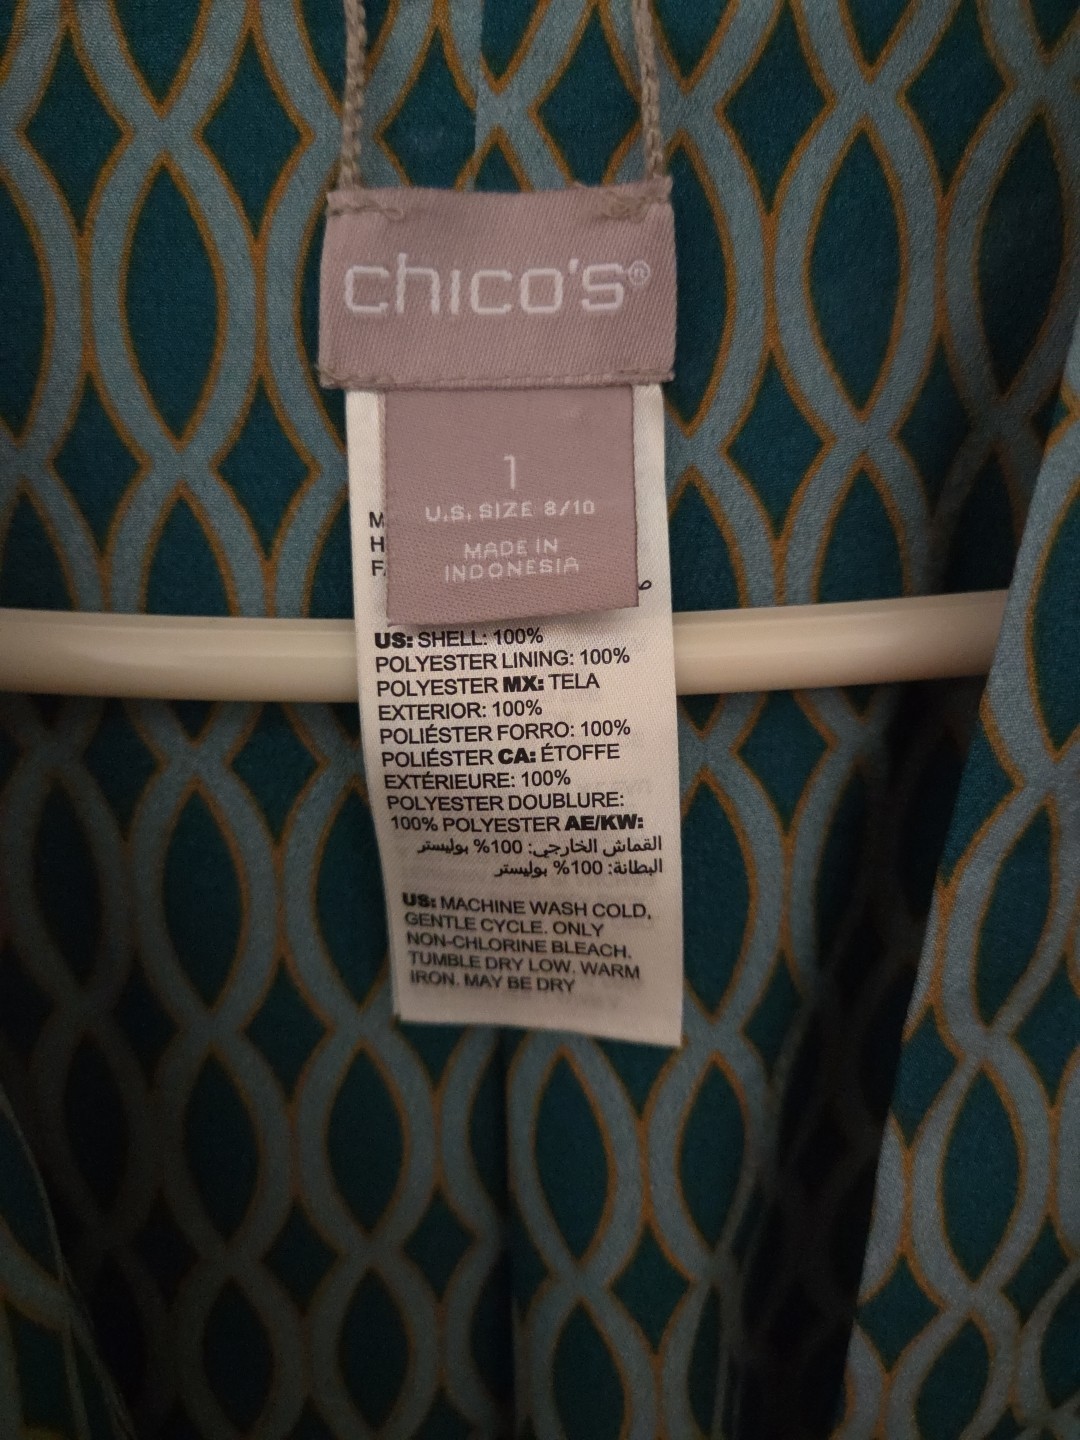 chico's®
1
U.S. SIZE 8/10
MADE IN
INDONESIA
M
H
F
US: SHELL: 100%
POLYESTER LINING: 100%
POLYESTER MX: TELA
EXTERIOR: 100%
POLIÉSTER FORRO: 100%
POLIÉSTER CA: ÉTOFFE
EXTÉRIEURE: 100%
POLYESTER DOUBLURE:
100% POLYESTER AE/KW:
القماش الخارجي: 100% بوليستر
البطانة: 100% بوليستر
US: MACHINE WASH COLD,
GENTLE CYCLE. ONLY
NON-CHLORINE BLEACH.
TUMBLE DRY LOW. WARM
IRON. MAY BE DRY